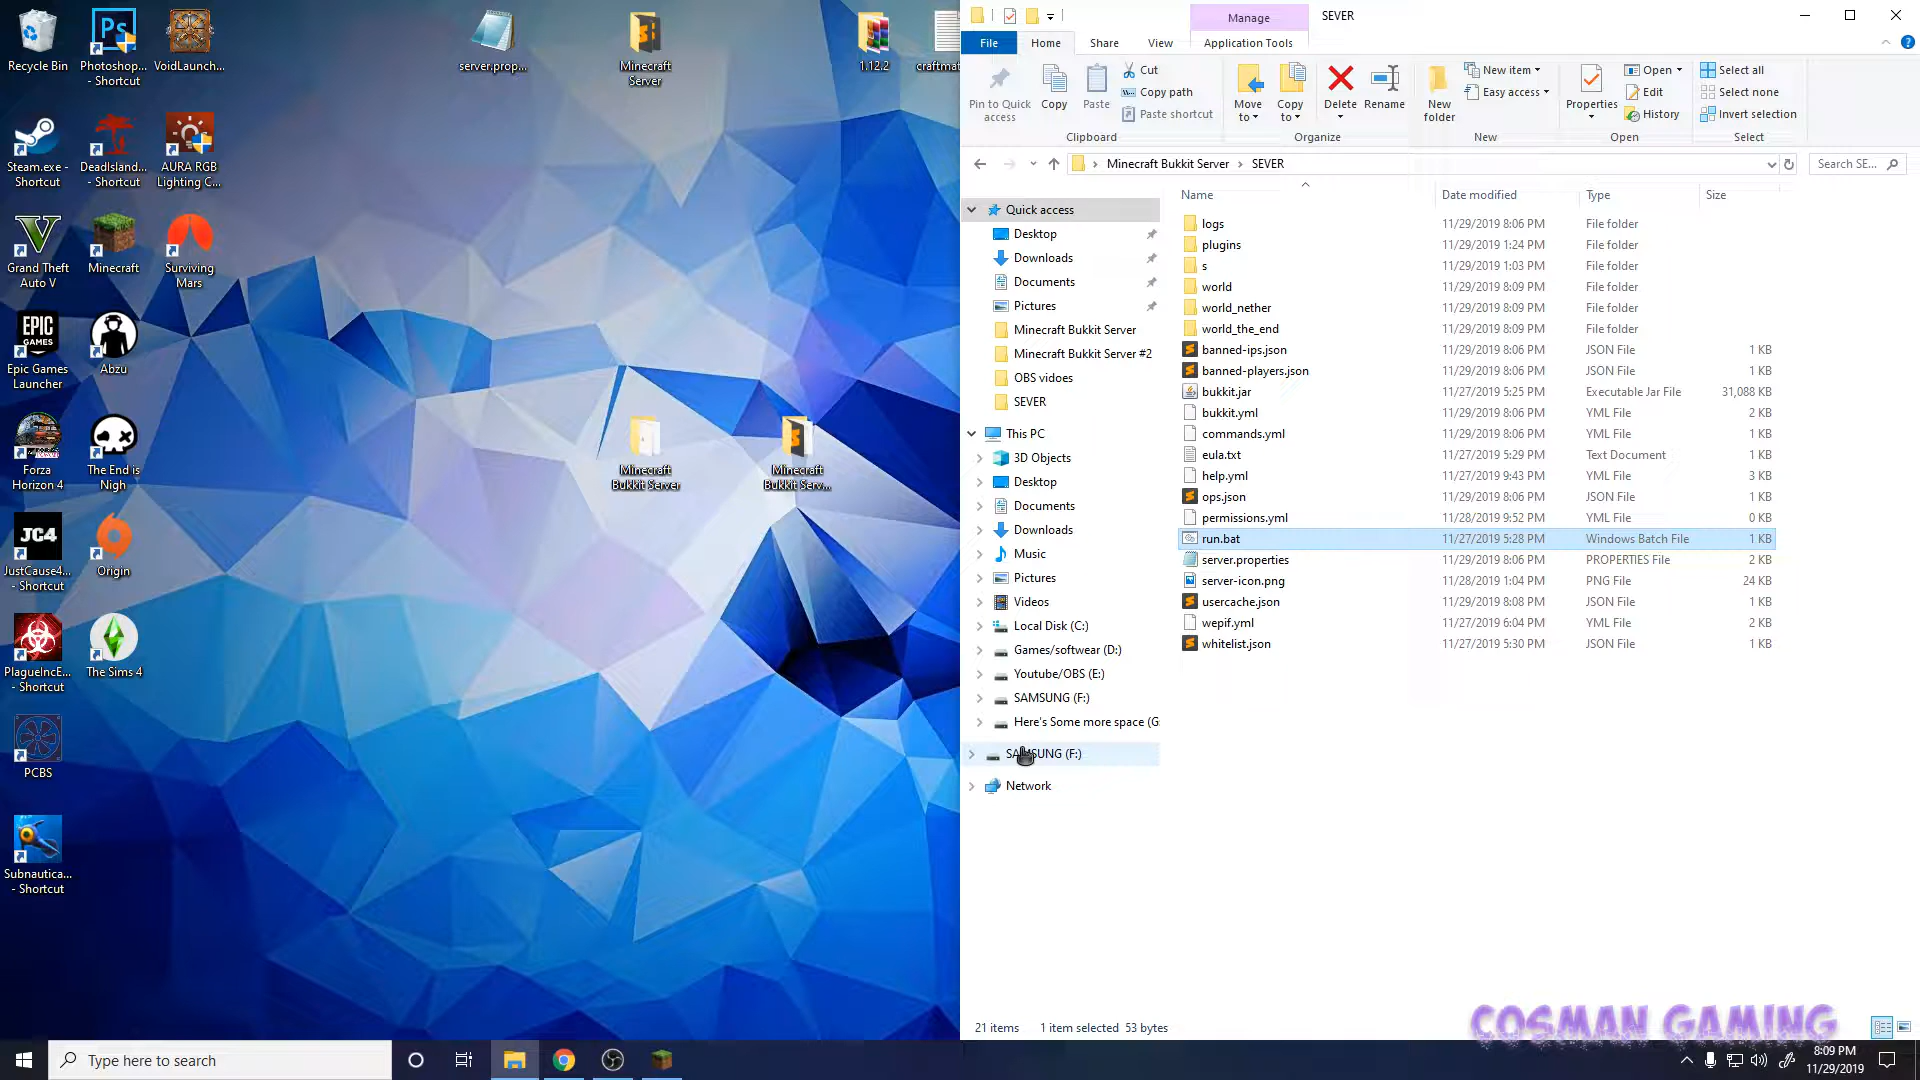 Recycle Bin
Photoshop...
- Shortcut
VoidLaunch...
Steam.exe -
Shortcut
DeadIsland...
- Shortcut
AURA RGB
Lighting C...
Grand Theft
Auto V
Minecraft
Surviving
Mars
EPIC
GAMES
Epic Games
Launcher
Abzu
Forza
Horizon 4
The End is
Nigh
JC4
JustCause4...
- Shortcut
Origin
PlagueIncE...
- Shortcut
The Sims 4
PCBS
Subnautica...
- Shortcut
server.prop...
Minecraft
Server
1.12.2
craftmat
Minecraft
Bukkit Server
Minecraft
Bukkit Serv...
Manage
SEVER
File
Home
Share
View
Application Tools
Pin to Quick
access
Copy
Paste
Cut
Copy path
Paste shortcut
Clipboard
Move
to
Copy
to
Delete
Rename
Organize
New
folder
New item
Easy access
New
Properties
Open
Edit
History
Open
Select all
Select none
Invert selection
Select
Minecraft Bukkit Server > SEVER
Search SE...
Quick access
Desktop
Downloads
Documents
Pictures
Minecraft Bukkit Server
Minecraft Bukkit Server #2
OBS vidoes
SEVER
This PC
3D Objects
Desktop
Documents
Downloads
Music
Pictures
Videos
Local Disk (C:)
Games/softwear (D:)
Youtube/OBS (E:)
SAMSUNG (F:)
Here's Some more space (G
SAMSUNG (F:)
Network
Name Date modified Type Size
logs 11/29/2019 8:06 PM File folder
plugins 11/29/2019 1:24 PM File folder
s 11/29/2019 1:03 PM File folder
world 11/29/2019 8:09 PM File folder
world_nether 11/29/2019 8:09 PM File folder
world_the_end 11/29/2019 8:09 PM File folder
banned-ips.json 11/29/2019 8:06 PM JSON File 1 KB
banned-players.json 11/29/2019 8:06 PM JSON File 1 KB
bukkit.jar 11/27/2019 5:25 PM Executable Jar File 31,088 KB
bukkit.yml 11/29/2019 8:06 PM YML File 2 KB
commands.yml 11/29/2019 8:06 PM YML File 1 KB
eula.txt 11/27/2019 5:29 PM Text Document 1 KB
help.yml 11/27/2019 9:43 PM YML File 3 KB
ops.json 11/29/2019 8:06 PM JSON File 1 KB
permissions.yml 11/28/2019 9:52 PM YML File 0 KB
run.bat 11/27/2019 5:28 PM Windows Batch File 1 KB
server.properties 11/29/2019 8:06 PM PROPERTIES File 2 KB
server-icon.png 11/28/2019 1:04 PM PNG File 24 KB
usercache.json 11/29/2019 8:08 PM JSON File 1 KB
wepif.yml 11/27/2019 6:04 PM YML File 2 KB
whitelist.json 11/27/2019 5:30 PM JSON File 1 KB
21 items 1 item selected 53 bytes
COSMAN GAMING
Type here to search
8:09 PM
11/29/2019